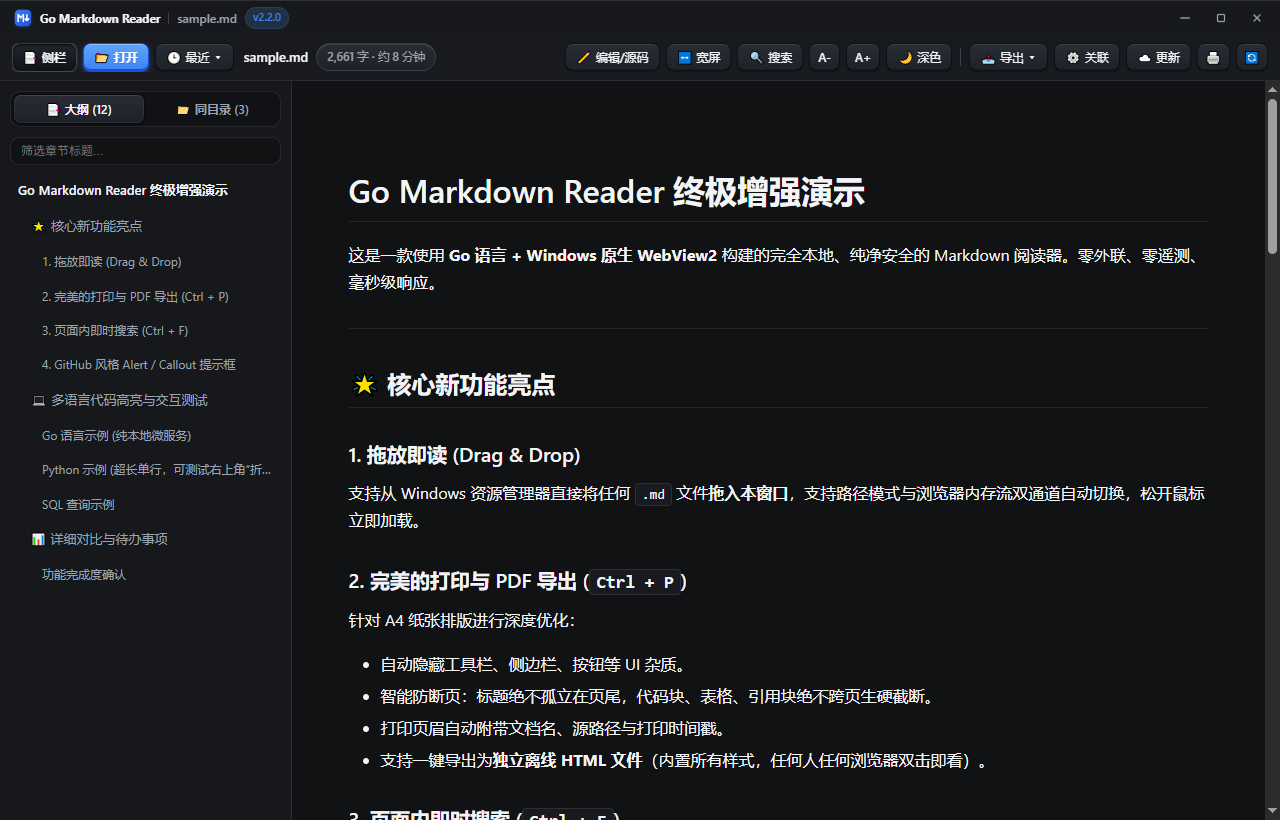 M↓ Go Markdown Reader sample.md v2.2.0
侧栏 打开 最近 sample.md 2,661 字 · 约 8 分钟 编辑/源码 宽屏 搜索 A- A+ 深色 导出 关联 更新
大纲 (12) 同目录 (3)
筛选章节标题...
Go Markdown Reader 终极增强演示
核心新功能亮点
1. 拖放即读 (Drag & Drop)
2. 完美的打印与 PDF 导出 (Ctrl + P)
3. 页面内即时搜索 (Ctrl + F)
4. GitHub 风格 Alert / Callout 提示框
多语言代码高亮与交互测试
Go 语言示例 (纯本地微服务)
Python 示例 (超长单行，可测试右上角“折...
SQL 查询示例
详细对比与待办事项
功能完成度确认
Go Markdown Reader 终极增强演示
这是一款使用 Go 语言 + Windows 原生 WebView2 构建的完全本地、纯净安全的 Markdown 阅读器。零外联、零遥测、
毫秒级响应。
核心新功能亮点
1. 拖放即读 (Drag & Drop)
支持从 Windows 资源管理器直接将任何 .md 文件拖入本窗口，支持路径模式与浏览器内存流双通道自动切换，松开鼠标
立即加载。
2. 完美的打印与 PDF 导出 (Ctrl + P)
针对 A4 纸张排版进行深度优化：
• 自动隐藏工具栏、侧边栏、按钮等 UI 杂质。
• 智能防断页：标题绝不孤立在页尾，代码块、表格、引用块绝不跨页生硬截断。
• 打印页眉自动附带文档名、源路径与打印时间戳。
• 支持一键导出为独立离线 HTML 文件（内置所有样式，任何人任何浏览器双击即看）。
3. 页面内即时搜索 (Ctrl + F)